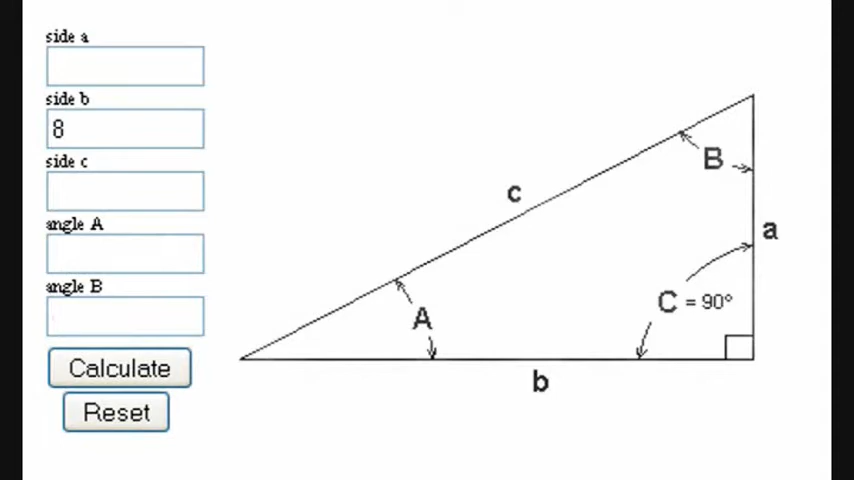 side a
side b
8
side c
angle A
angle B
Calculate
Reset
B
c
a
C = 90°
A
b